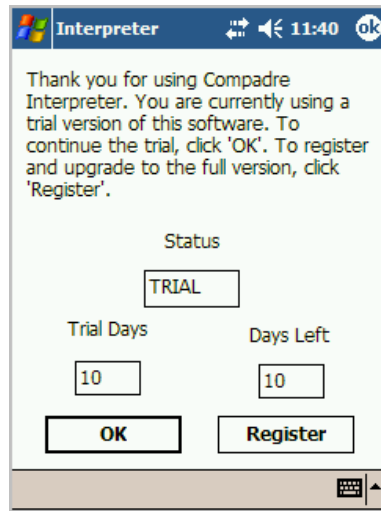 Interpreter 11:40 ok
Thank you for using Compadre
Interpreter. You are currently using a
trial version of this software. To
continue the trial, click 'OK'. To register
and upgrade to the full version, click
'Register'.
Status
TRIAL
Trial Days Days Left
10 10
OK Register